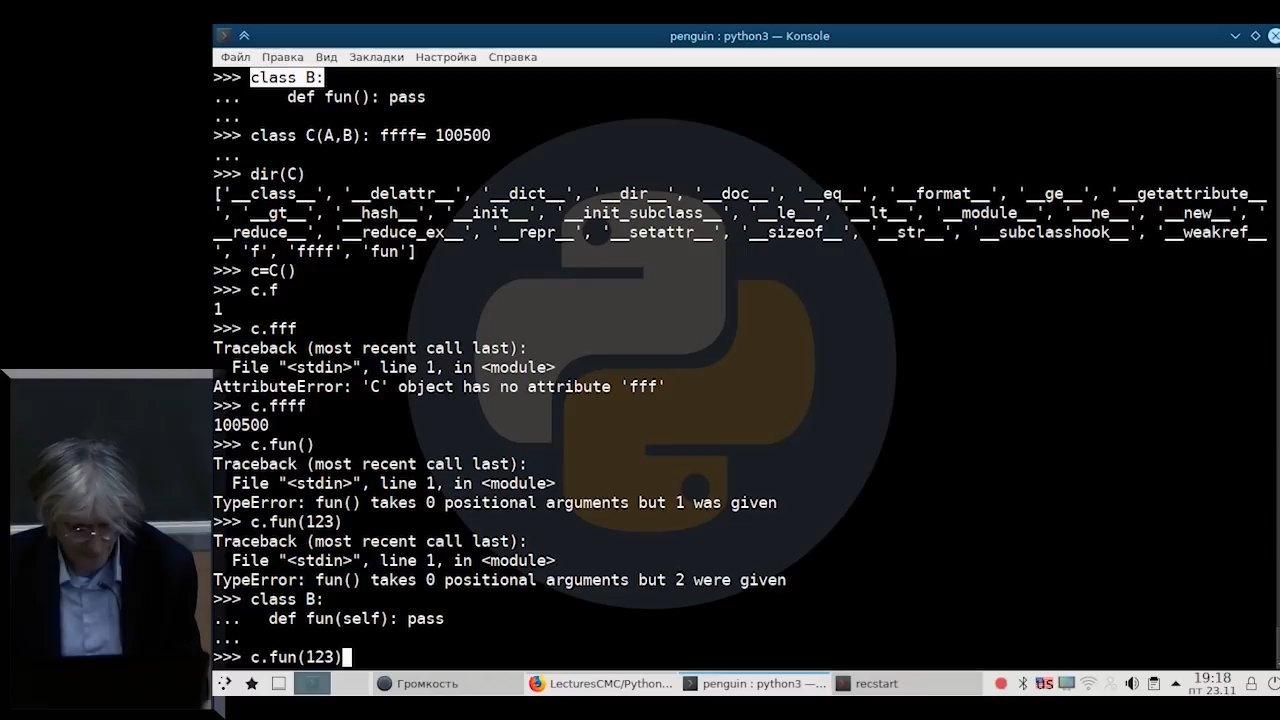 penguin : python3 — Konsole
Файл Правка Вид Закладки Настройка Справка
>>> class B:
...     def fun(): pass
...
>>> class C(A,B): ffff= 100500
...
>>> dir(C)
['__class__', '__delattr__', '__dict__', '__dir__', '__doc__', '__eq__', '__format__', '__ge__', '__getattribute__
', '__gt__', '__hash__', '__init__', '__init_subclass__', '__le__', '__lt__', '__module__', '__ne__', '__new__', '
__reduce__', '__reduce_ex__', '__repr__', '__setattr__', '__sizeof__', '__str__', '__subclasshook__', '__weakref__
', 'f', 'ffff', 'fun']
>>> c=C()
>>> c.f
1
>>> c.fff
Traceback (most recent call last):
  File "<stdin>", line 1, in <module>
AttributeError: 'C' object has no attribute 'fff'
>>> c.ffff
100500
>>> c.fun()
Traceback (most recent call last):
  File "<stdin>", line 1, in <module>
TypeError: fun() takes 0 positional arguments but 1 was given
>>> c.fun(123)
Traceback (most recent call last):
  File "<stdin>", line 1, in <module>
TypeError: fun() takes 0 positional arguments but 2 were given
>>> class B:
...   def fun(self): pass
...
>>> c.fun(123)
Громкость LecturesCMC/Python... penguin : python3 —... recstart US 19:18
пт 23.11